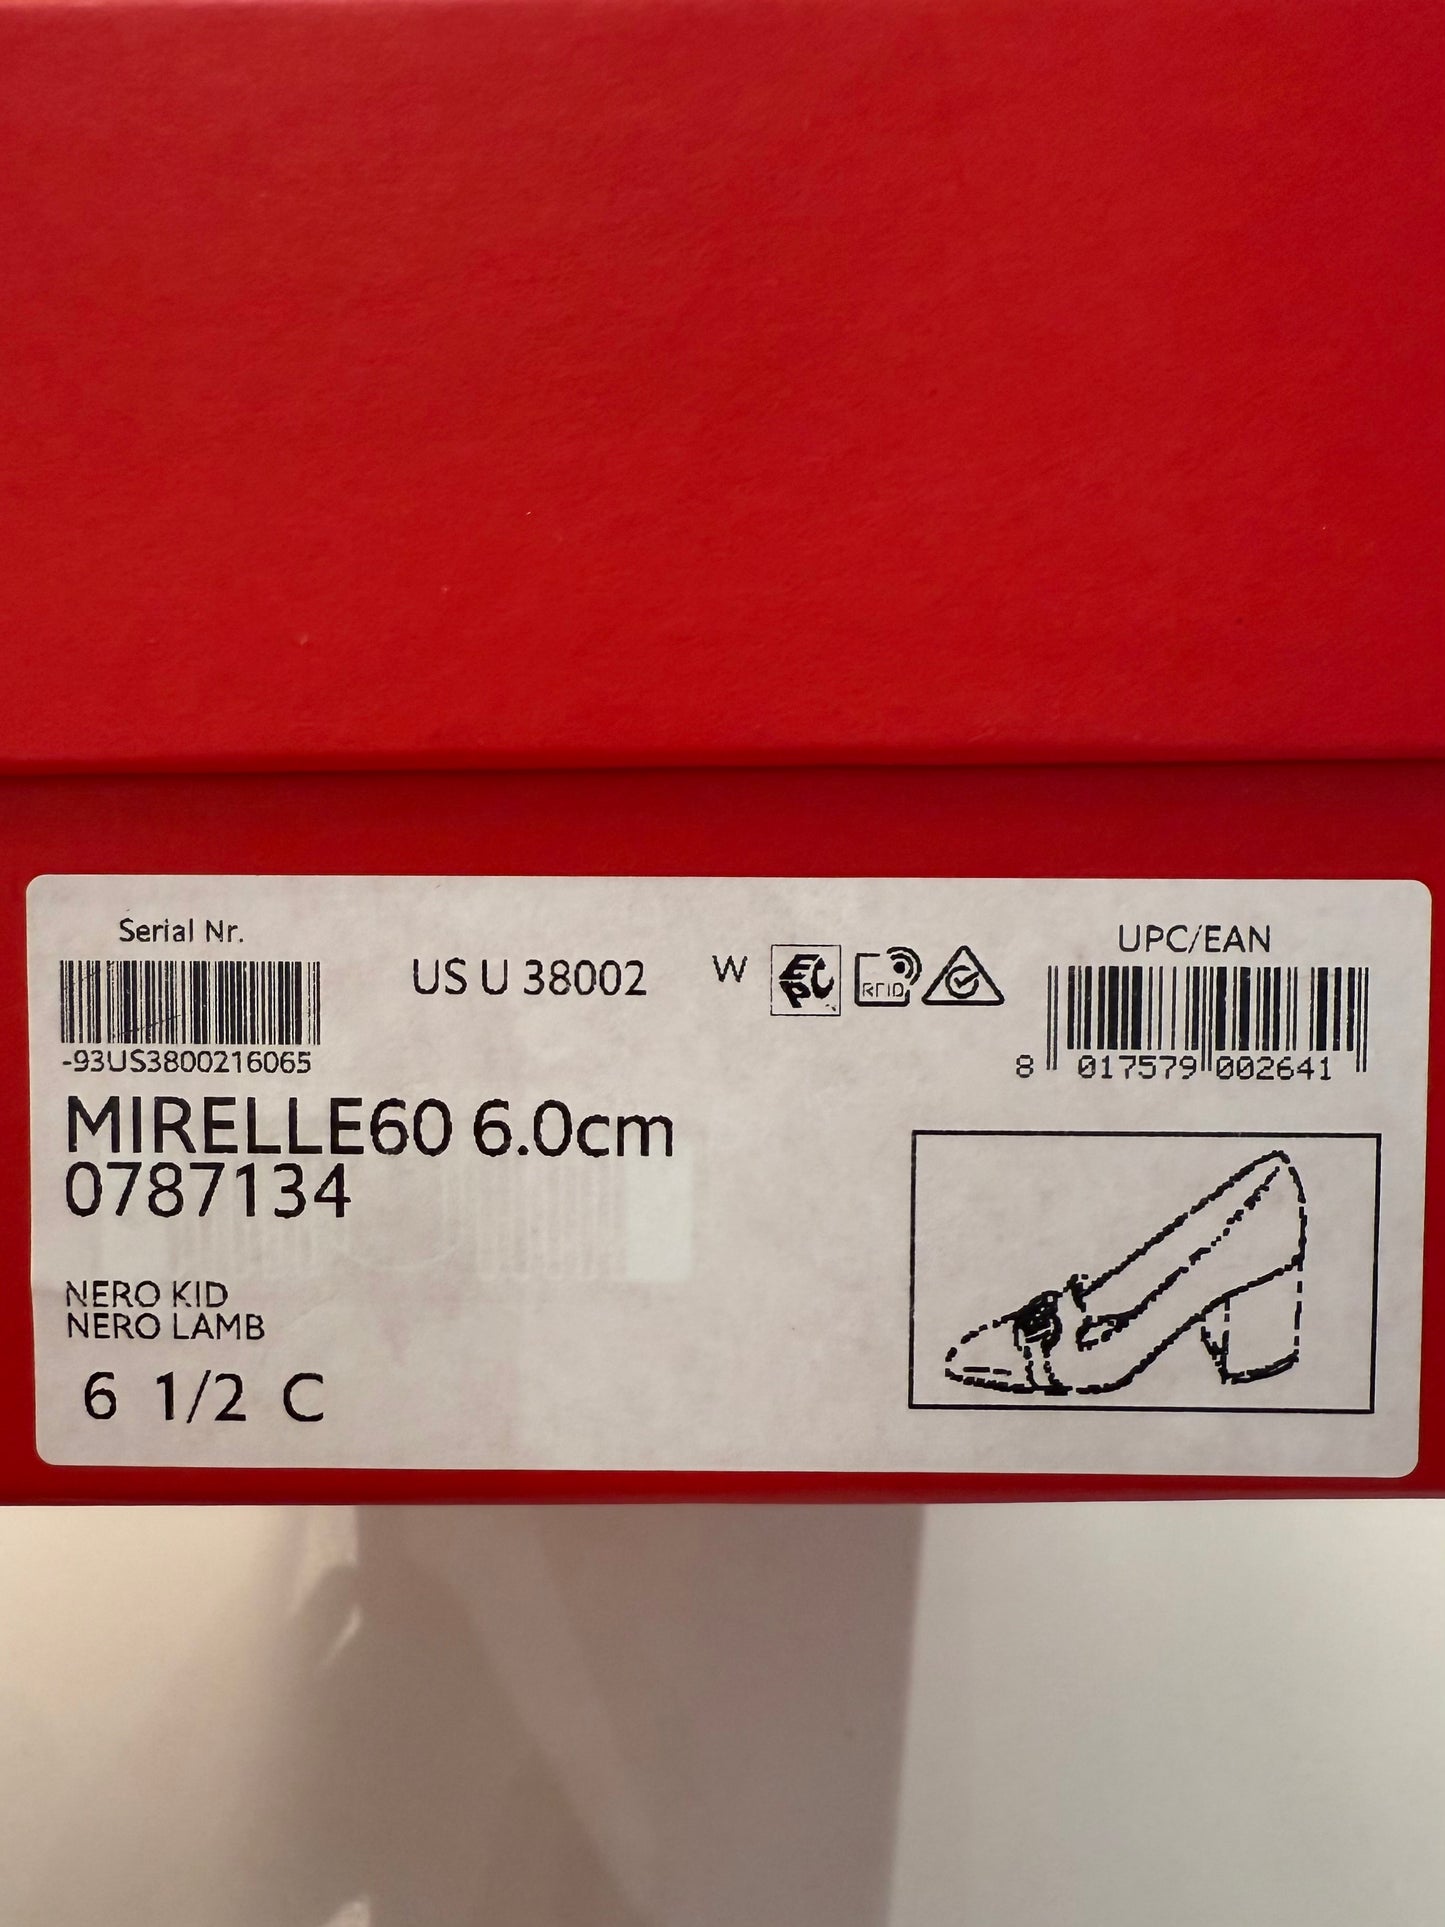 Serial Nr.
-93US3800216065
US U 38002
W
EPC
RFID
UPC/EAN
8 017579 002641
MIRELLE60 6.0cm
0787134
NERO KID
NERO LAMB
6 1/2 C